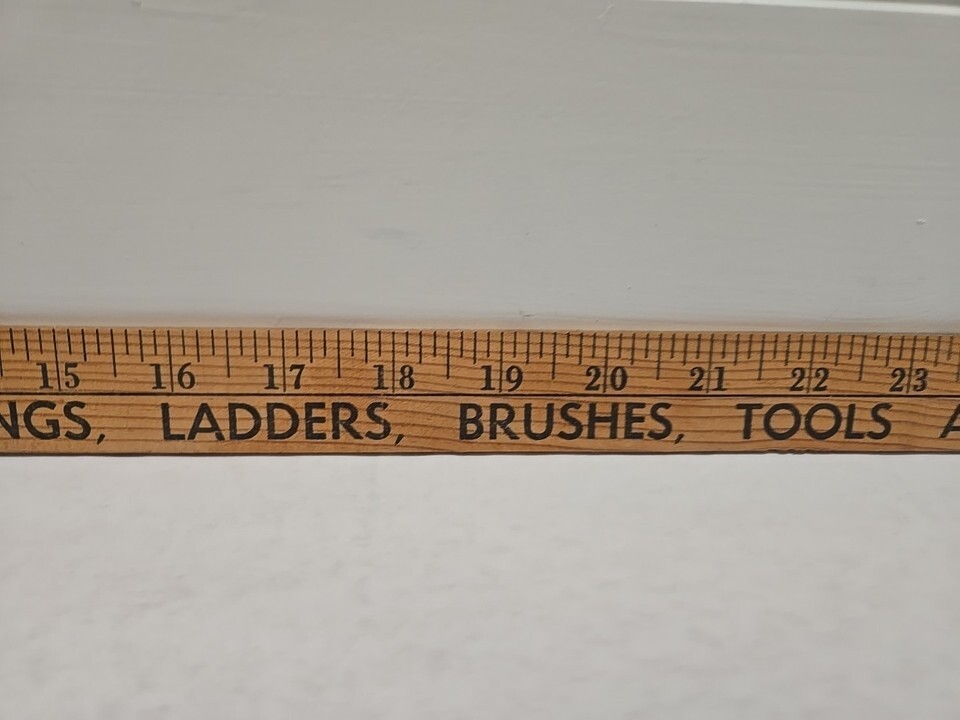 15 16 17 18 19 20 21 22 23
NGS, LADDERS, BRUSHES, TOOLS A